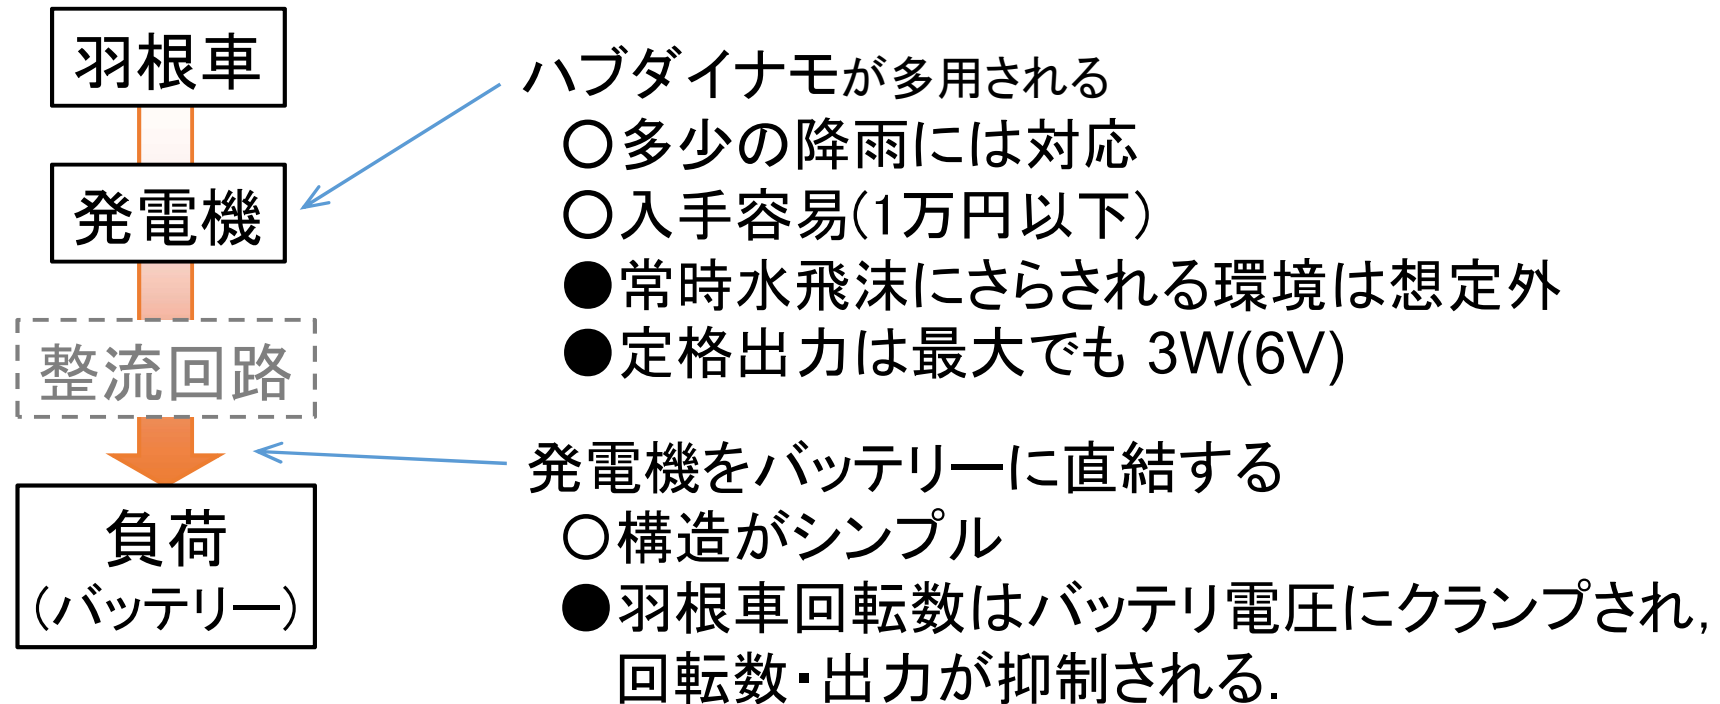 羽根車
発電機
整流回路
負荷
（バッテリー）
ハブダイナモが多用される
○多少の降雨には対応
○入手容易(1万円以下)
●常時水飛沫にさらされる環境は想定外
●定格出力は最大でも 3W(6V)
発電機をバッテリーに直結する
○構造がシンプル
●羽根車回転数はバッテリ電圧にクランプされ,
回転数・出力が抑制される.